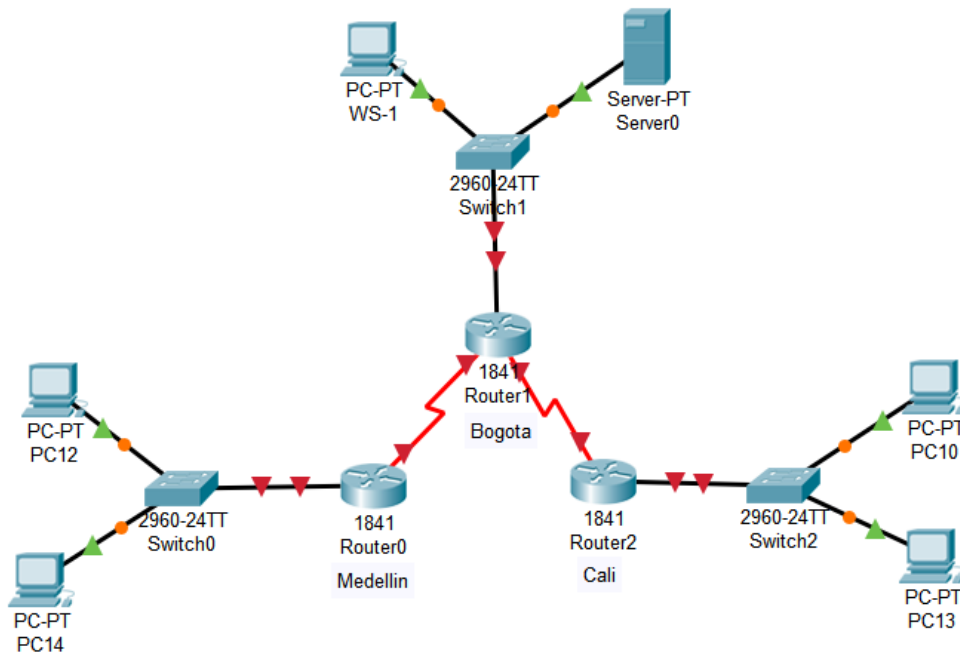 PC-PT
WS-1
Server-PT
Server0
2960-24TT
Switch1
1841
Router1
Bogota
PC-PT
PC12
2960-24TT
Switch0
PC-PT
PC14
1841
Router0
Medellin
1841
Router2
Cali
2960-24TT
Switch2
PC-PT
PC10
PC-PT
PC13